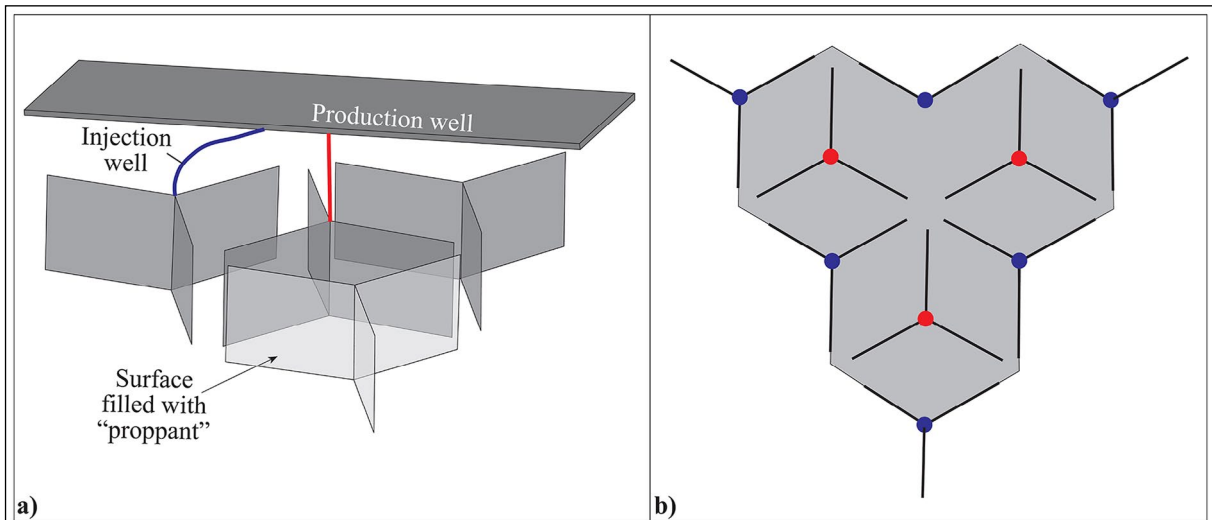 Production well
Injection
well
Surface
filled with
“proppant”
a)
b)